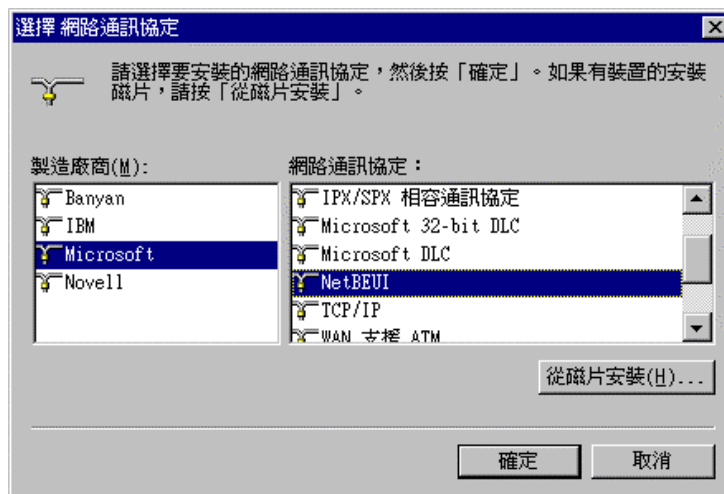 選擇 網路通訊協定
請選擇要安裝的網路通訊協定，然後按「確定」。如果有裝置的安裝
磁片，請按「從磁片安裝」。
製造廠商(M):
網路通訊協定：
Banyan
IBM
Microsoft
Novell
IPX/SPX 相容通訊協定
Microsoft 32-bit DLC
Microsoft DLC
NetBEUI
TCP/IP
WAN 支援 ATM
從磁片安裝(H)...
確定
取消